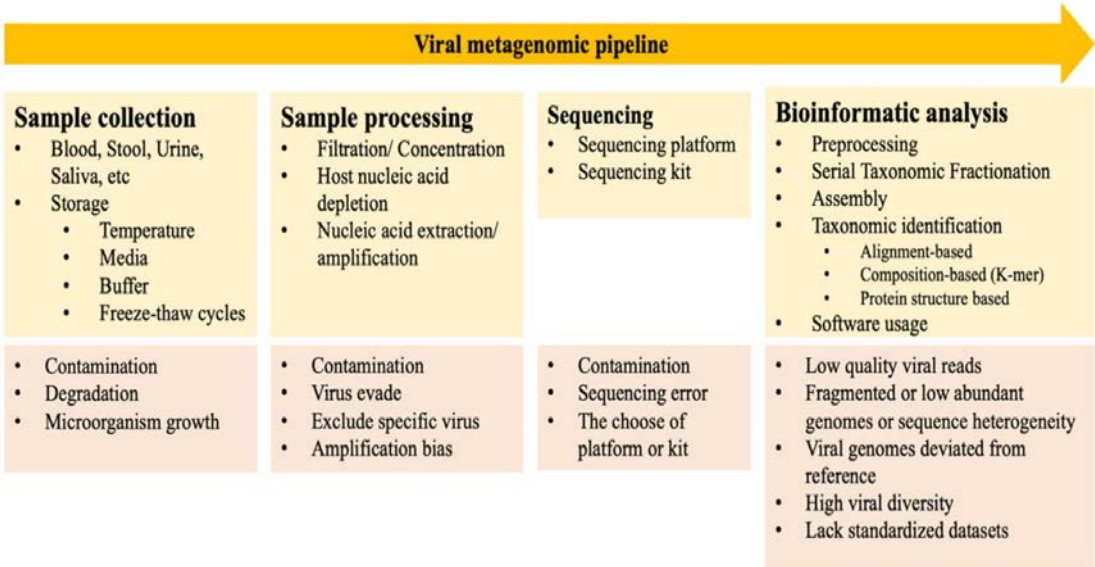 Viral metagenomic pipeline
Sample collection
• Blood, Stool, Urine,
Saliva, etc
• Storage
• Temperature
• Media
• Buffer
• Freeze-thaw cycles
Sample processing
• Filtration/ Concentration
• Host nucleic acid
depletion
• Nucleic acid extraction/
amplification
Sequencing
• Sequencing platform
• Sequencing kit
Bioinformatic analysis
• Preprocessing
• Serial Taxonomic Fractionation
• Assembly
• Taxonomic identification
• Alignment-based
• Composition-based (K-mer)
• Protein structure based
• Software usage
• Contamination
• Degradation
• Microorganism growth
• Contamination
• Virus evade
• Exclude specific virus
• Amplification bias
• Contamination
• Sequencing error
• The choose of
platform or kit
• Low quality viral reads
• Fragmented or low abundant
genomes or sequence heterogeneity
• Viral genomes deviated from
reference
• High viral diversity
• Lack standardized datasets